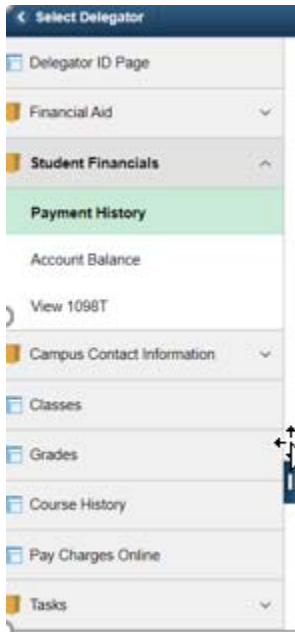 Select Delegator
Delegator ID Page
Financial Aid
Student Financials
Payment History
Account Balance
View 1098T
Campus Contact Information
Classes
Grades
Course History
Pay Charges Online
Tasks